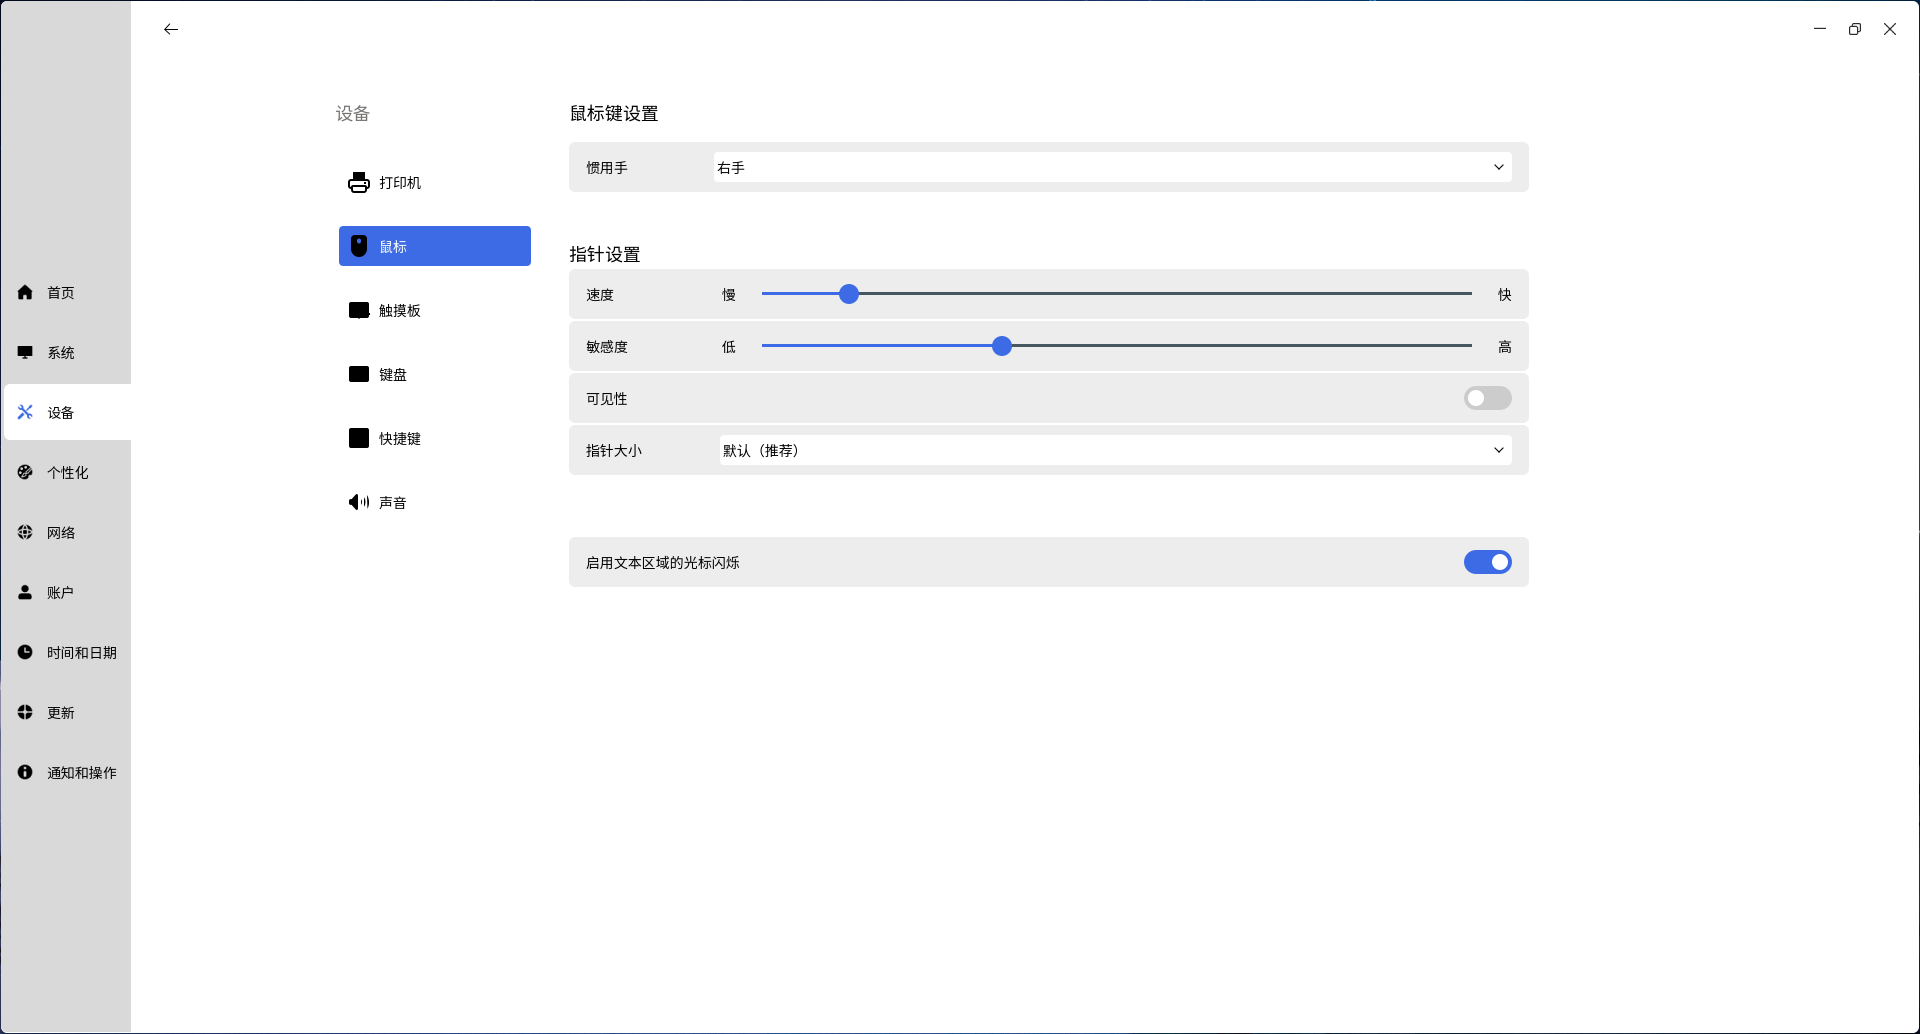 首页
系统
设备
个性化
网络
账户
时间和日期
更新
通知和操作
设备
打印机
鼠标
触摸板
键盘
快捷键
声音
鼠标键设置
惯用手 右手
指针设置
速度 慢 快
敏感度 低 高
可见性
指针大小 默认（推荐）
启用文本区域的光标闪烁